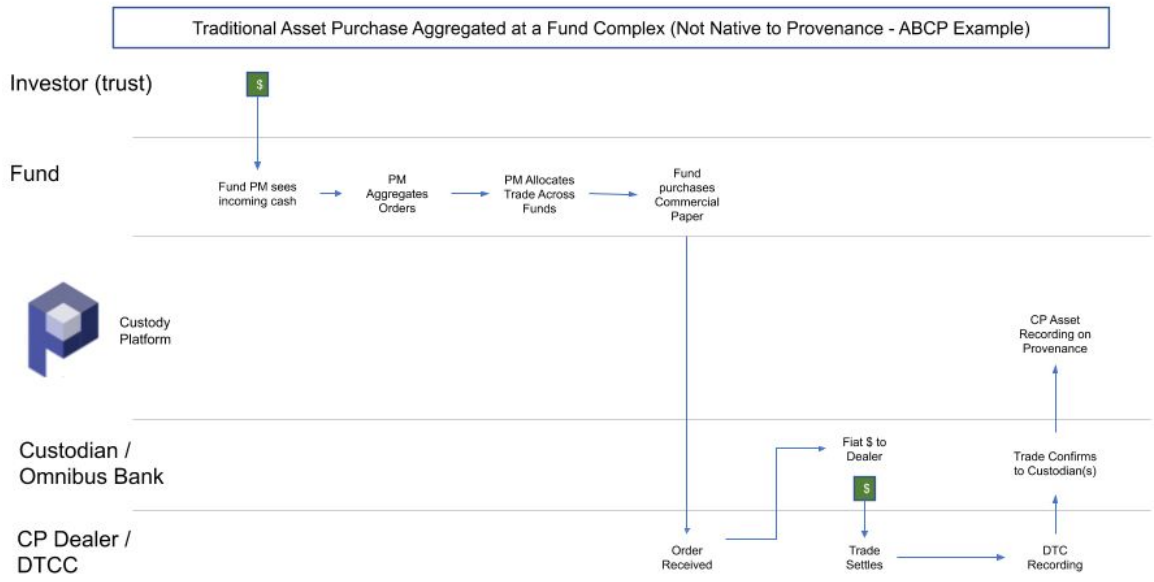 Traditional Asset Purchase Aggregated at a Fund Complex (Not Native to Provenance - ABCP Example)
Investor (trust)
$
Fund
Fund PM sees
incoming cash
PM
Aggregates
Orders
PM Allocates
Trade Across
Funds
Fund
purchases
Commercial
Paper
Custody
Platform
CP Asset
Recording on
Provenance
Custodian /
Omnibus Bank
Fiat $ to
Dealer
$
Trade Confirms
to Custodian(s)
CP Dealer /
DTCC
Order
Received
Trade
Settles
DTC
Recording